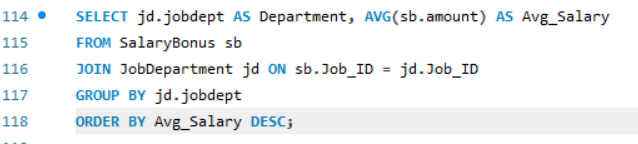 114 SELECT jd.jobdept AS Department, AVG(sb.amount) AS Avg_Salary
115 FROM SalaryBonus sb
116 JOIN JobDepartment jd ON sb.Job_ID = jd.Job_ID
117 GROUP BY jd.jobdept
118 ORDER BY Avg_Salary DESC;